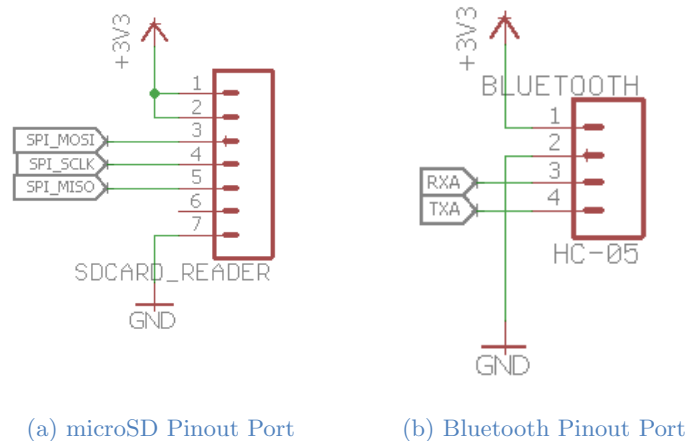 +3V3
1
2
SPI_MOSI 3
SPI_SCLK 4
SPI_MISO 5
6
7
SDCARD_READER
GND
(a) microSD Pinout Port
+3V3
BLUETOOTH
1
2
RXA 3
TXA 4
HC-05
GND
(b) Bluetooth Pinout Port